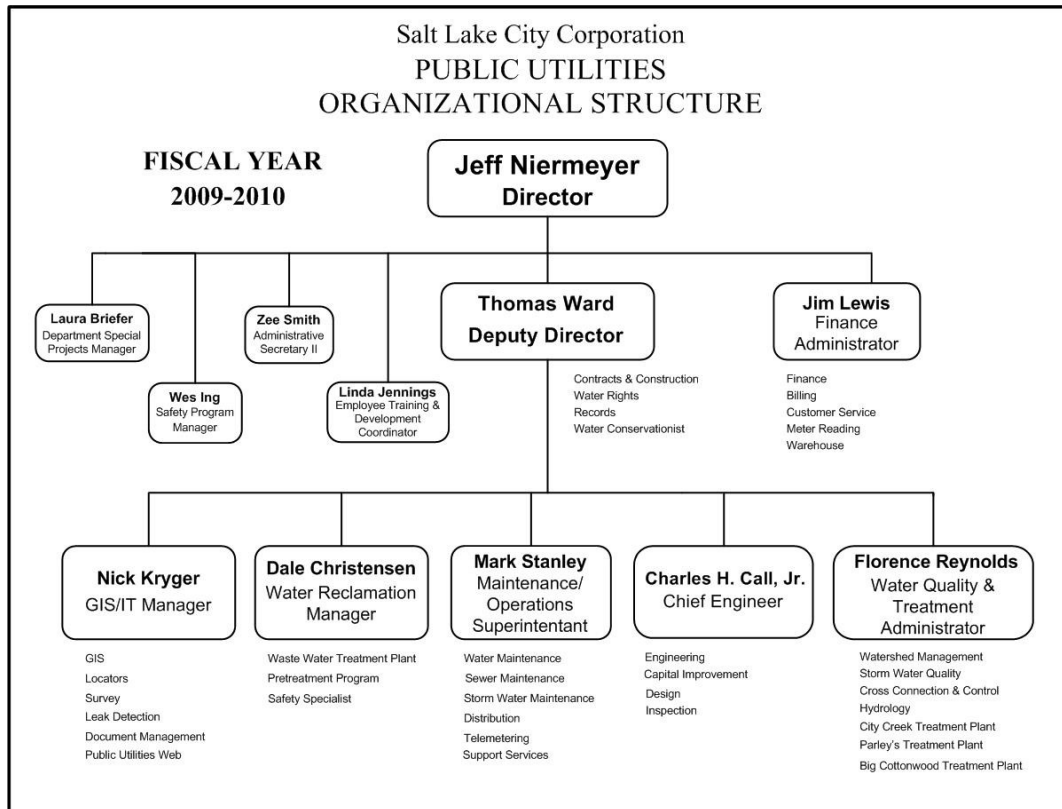 Salt Lake City Corporation
PUBLIC UTILITIES
ORGANIZATIONAL STRUCTURE
FISCAL YEAR
2009-2010
Jeff Niermeyer
Director
Laura Briefer
Department Special
Projects Manager
Wes Ing
Safety Program
Manager
Zee Smith
Administrative
Secretary II
Linda Jennings
Employee Training &
Development
Coordinator
Thomas Ward
Deputy Director
Contracts & Construction
Water Rights
Records
Water Conservationist
Jim Lewis
Finance
Administrator
Finance
Billing
Customer Service
Meter Reading
Warehouse
Nick Kryger
GIS/IT Manager
GIS
Locators
Survey
Leak Detection
Document Management
Public Utilities Web
Dale Christensen
Water Reclamation
Manager
Waste Water Treatment Plant
Pretreatment Program
Safety Specialist
Mark Stanley
Maintenance/
Operations
Superintentant
Water Maintenance
Sewer Maintenance
Storm Water Maintenance
Distribution
Telemetering
Support Services
Charles H. Call, Jr.
Chief Engineer
Engineering
Capital Improvement
Design
Inspection
Florence Reynolds
Water Quality &
Treatment
Administrator
Watershed Management
Storm Water Quality
Cross Connection & Control
Hydrology
City Creek Treatment Plant
Parley's Treatment Plant
Big Cottonwood Treatment Plant